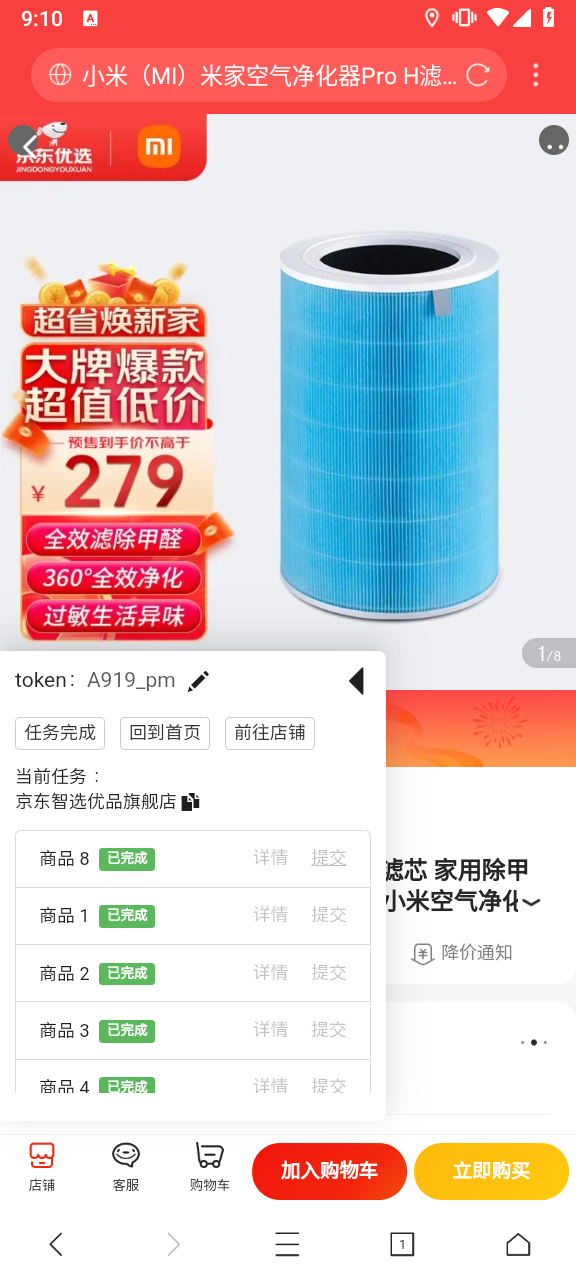 9:10 A
小米（MI）米家空气净化器Pro H滤...
京东优选
JINGDONGYOUXUAN
mi
超省焕新家
大牌爆款
超值低价
预售到手价不高于
¥279
全效滤除甲醛
360°全效净化
过敏生活异味
1/8
token: A919_pm
任务完成 回到首页 前往店铺
当前任务：
京东智选优品旗舰店
商品 8 已完成 详情 提交
滤芯 家用除甲
商品 1 已完成 详情 提交
小米空气净化
商品 2 已完成 详情 提交
降价通知
商品 3 已完成 详情 提交
商品 4 已完成 详情 提交
店铺 客服 购物车 加入购物车 立即购买
1